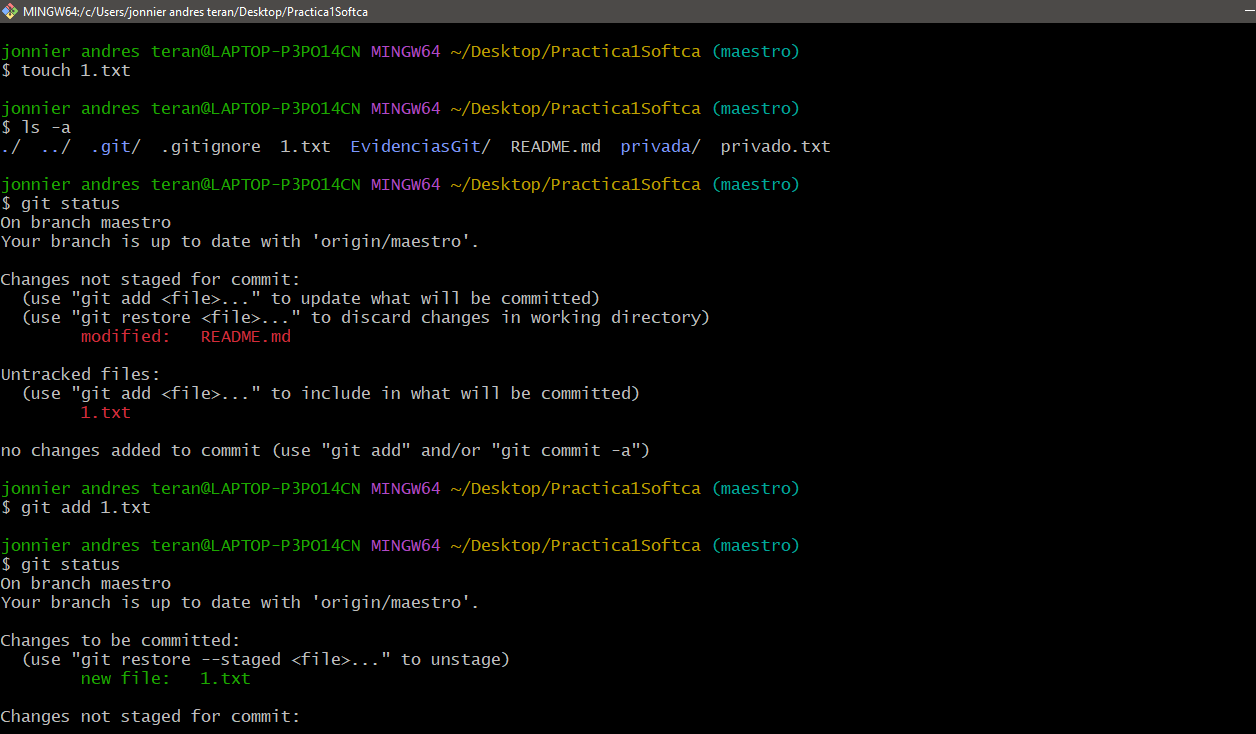 MINGW64:/c/Users/jonnier andres teran/Desktop/Practica1Softca
jonnier andres teran@LAPTOP-P3PO14CN MINGW64 ~/Desktop/Practica1Softca (maestro)
$ touch 1.txt
jonnier andres teran@LAPTOP-P3PO14CN MINGW64 ~/Desktop/Practica1Softca (maestro)
$ ls -a
./  ../  .git/  .gitignore  1.txt  EvidenciasGit/  README.md  privada/  privado.txt
jonnier andres teran@LAPTOP-P3PO14CN MINGW64 ~/Desktop/Practica1Softca (maestro)
$ git status
On branch maestro
Your branch is up to date with 'origin/maestro'.
Changes not staged for commit:
  (use "git add <file>..." to update what will be committed)
  (use "git restore <file>..." to discard changes in working directory)
        modified:   README.md
Untracked files:
  (use "git add <file>..." to include in what will be committed)
        1.txt
no changes added to commit (use "git add" and/or "git commit -a")
jonnier andres teran@LAPTOP-P3PO14CN MINGW64 ~/Desktop/Practica1Softca (maestro)
$ git add 1.txt
jonnier andres teran@LAPTOP-P3PO14CN MINGW64 ~/Desktop/Practica1Softca (maestro)
$ git status
On branch maestro
Your branch is up to date with 'origin/maestro'.
Changes to be committed:
  (use "git restore --staged <file>..." to unstage)
        new file:   1.txt
Changes not staged for commit: